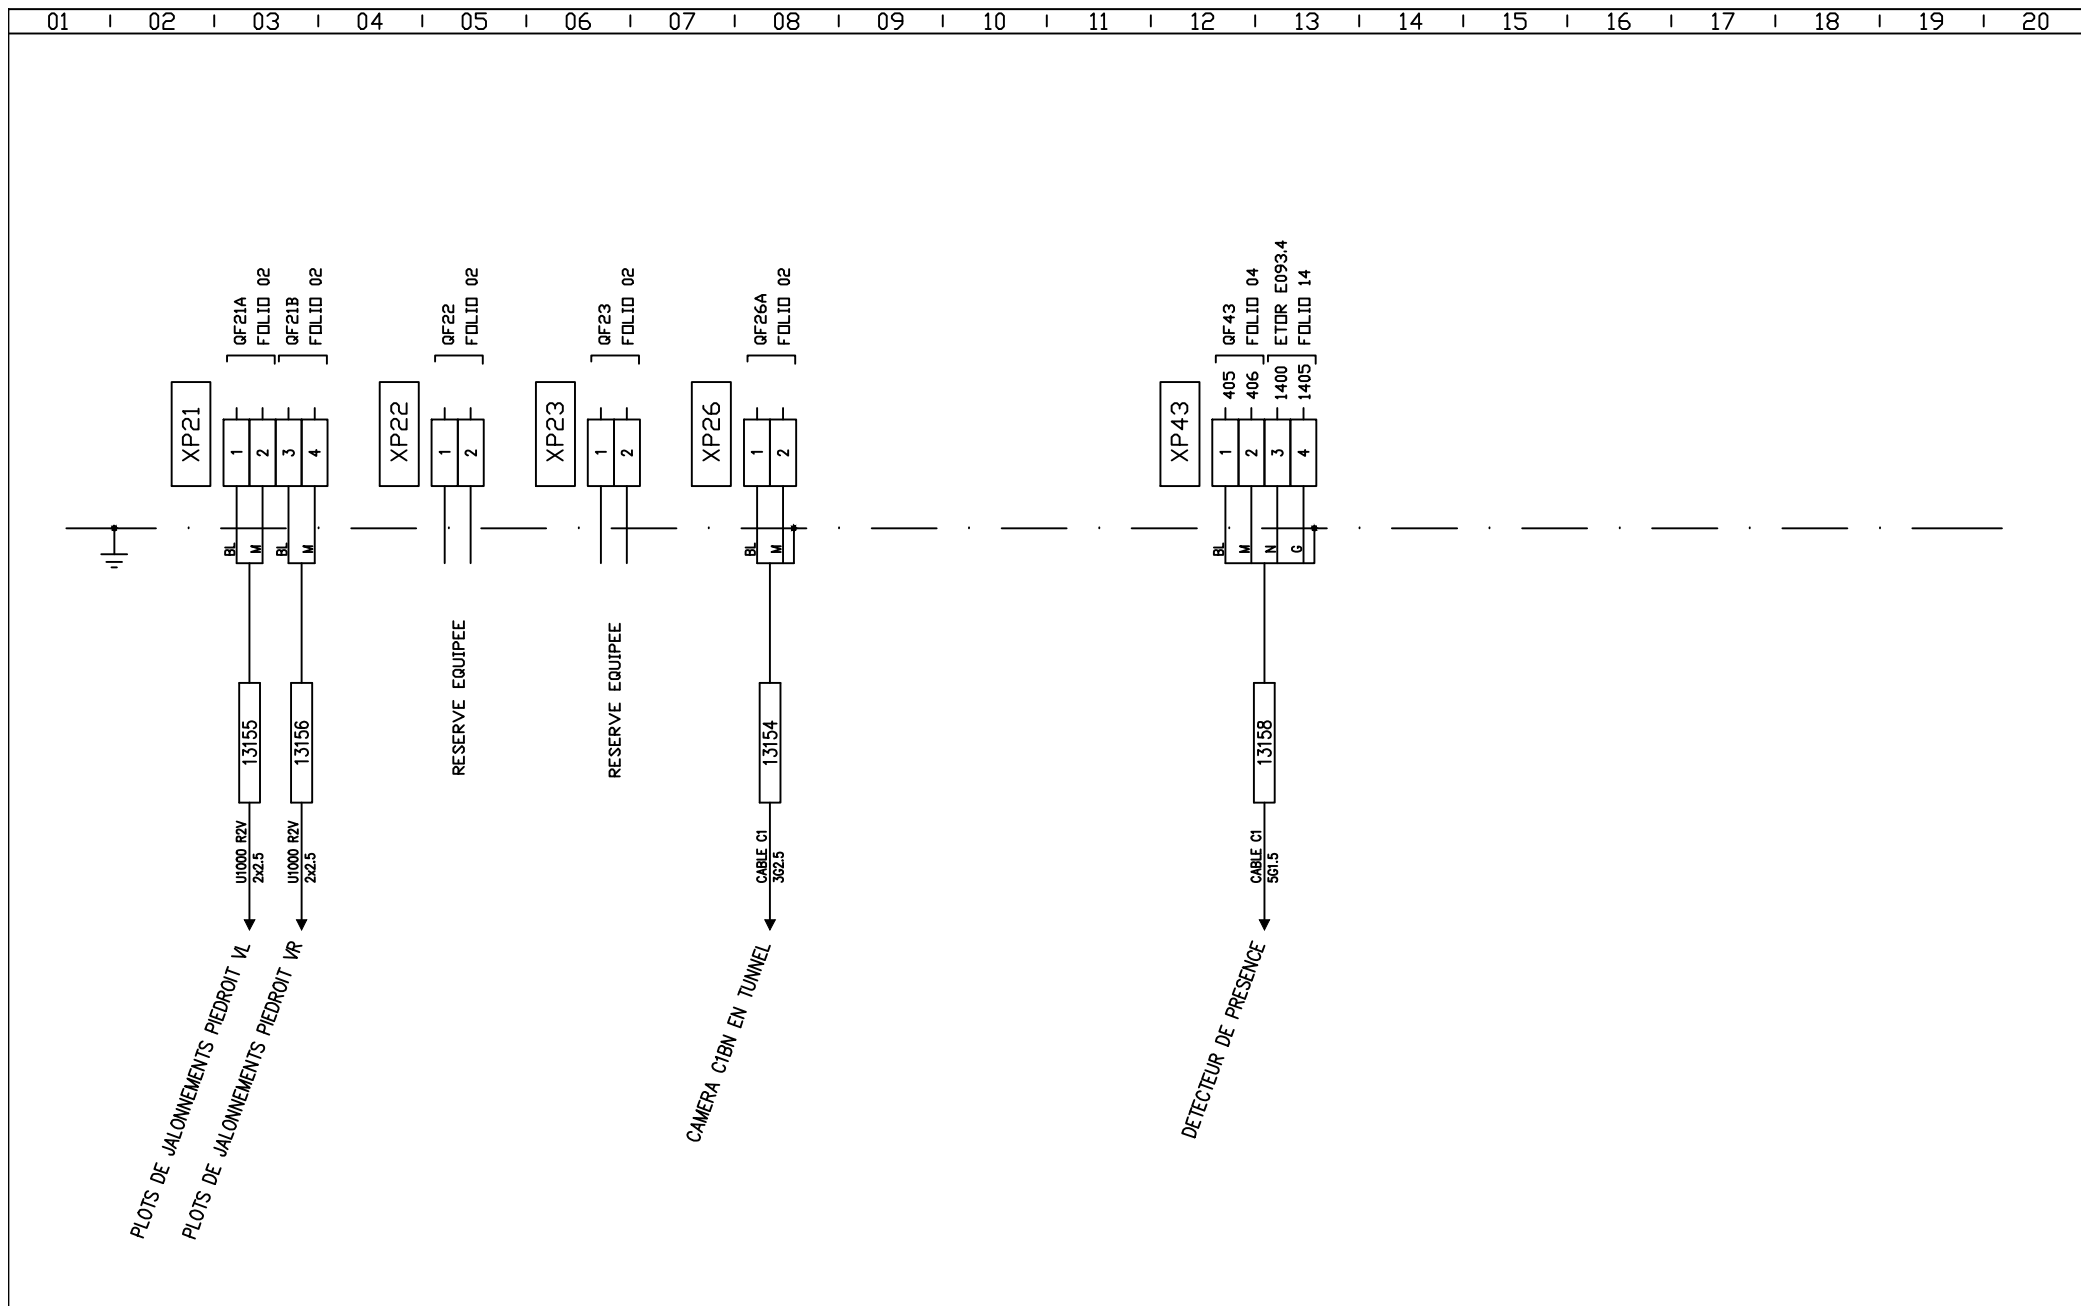 01 02 03 04 05 06 07 08 09 10 11 12 13 14 15 16 17 18 19 20
XP21
QF21A
FOLIO 02
QF21B
FOLIO 02
1
2
3
4
BL
M
BL
M
13155
13156
U1000 R2V
2x2.5
U1000 R2V
2x2.5
PLOTS DE JALONNEMENTS PIEDROIT VL
PLOTS DE JALONNEMENTS PIEDROIT VR
XP22
QF22
FOLIO 02
1
2
RESERVE EQUIPEE
XP23
QF23
FOLIO 02
1
2
RESERVE EQUIPEE
XP26
QF26A
FOLIO 02
1
2
BL
M
13154
CABLE C1
3G2.5
CAMERA C1BN EN TUNNEL
XP43
QF43
FOLIO 04
ETOR E093.4
FOLIO 14
405
406
1400
1405
1
2
3
4
BL
M
N
G
13158
CABLE C1
5G1.5
DETECTEUR DE PRESENCE